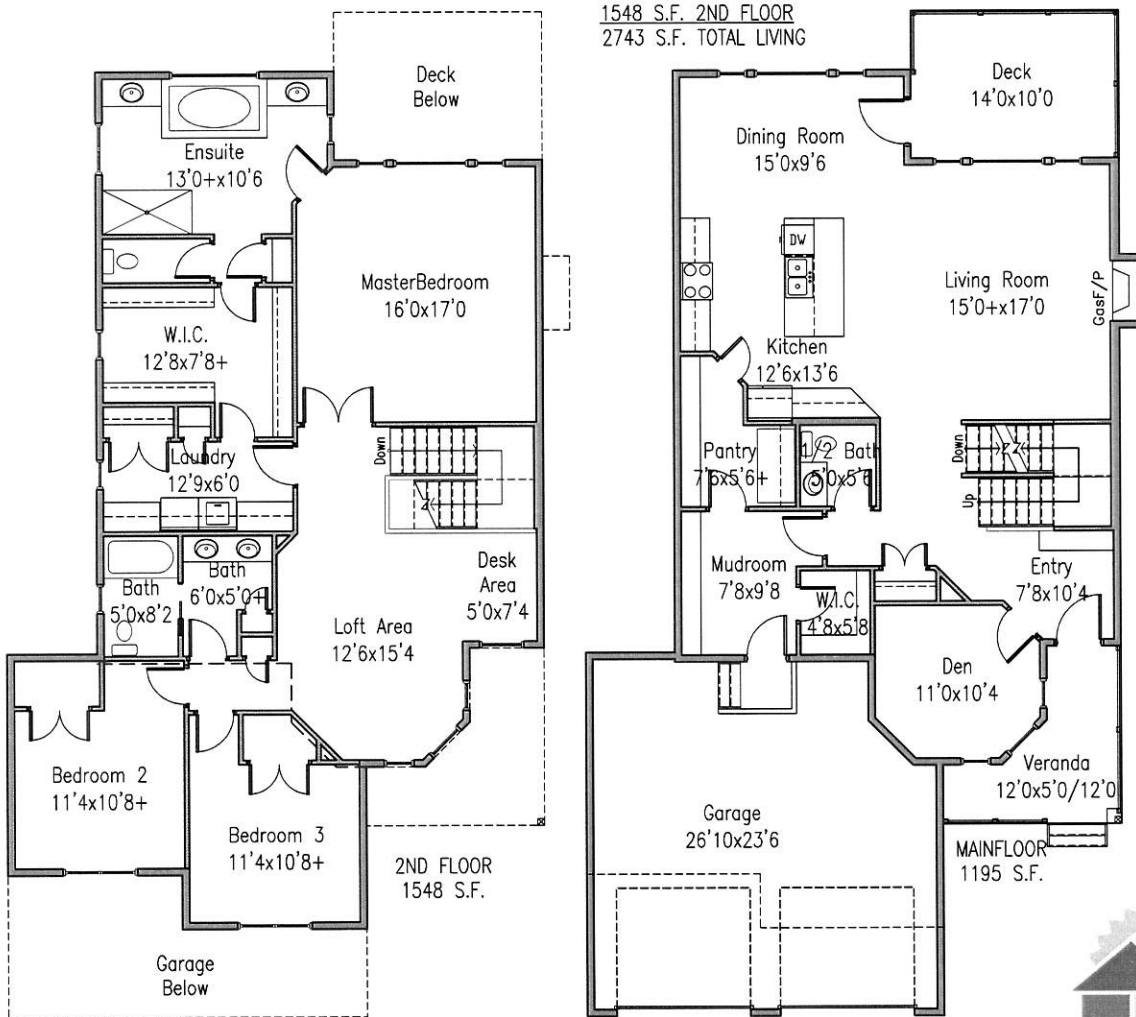 1548 S.F. 2ND FLOOR
2743 S.F. TOTAL LIVING
Deck
Below
Ensuite
13'0+x10'6
MasterBedroom
16'0x17'0
W.I.C.
12'8x7'8+
Laundry
12'9x6'0
Down
Bath
5'0x8'2
Bath
6'0x5'0+
Desk
Area
5'0x7'4
Loft Area
12'6x15'4
Bedroom 2
11'4x10'8+
Bedroom 3
11'4x10'8+
2ND FLOOR
1548 S.F.
Garage
Below
Deck
14'0x10'0
Dining Room
15'0x9'6
DW
Living Room
15'0+x17'0
GasF/P
Kitchen
12'6x13'6
Pantry
7'6x5'6+
1/2 Bath
5'6
Down
Up
Mudroom
7'8x9'8
W.I.C.
4'8x5'8
Entry
7'8x10'4
Den
11'0x10'4
Veranda
12'0x5'0/12'0
Garage
26'10x23'6
MAINFLOOR
1195 S.F.